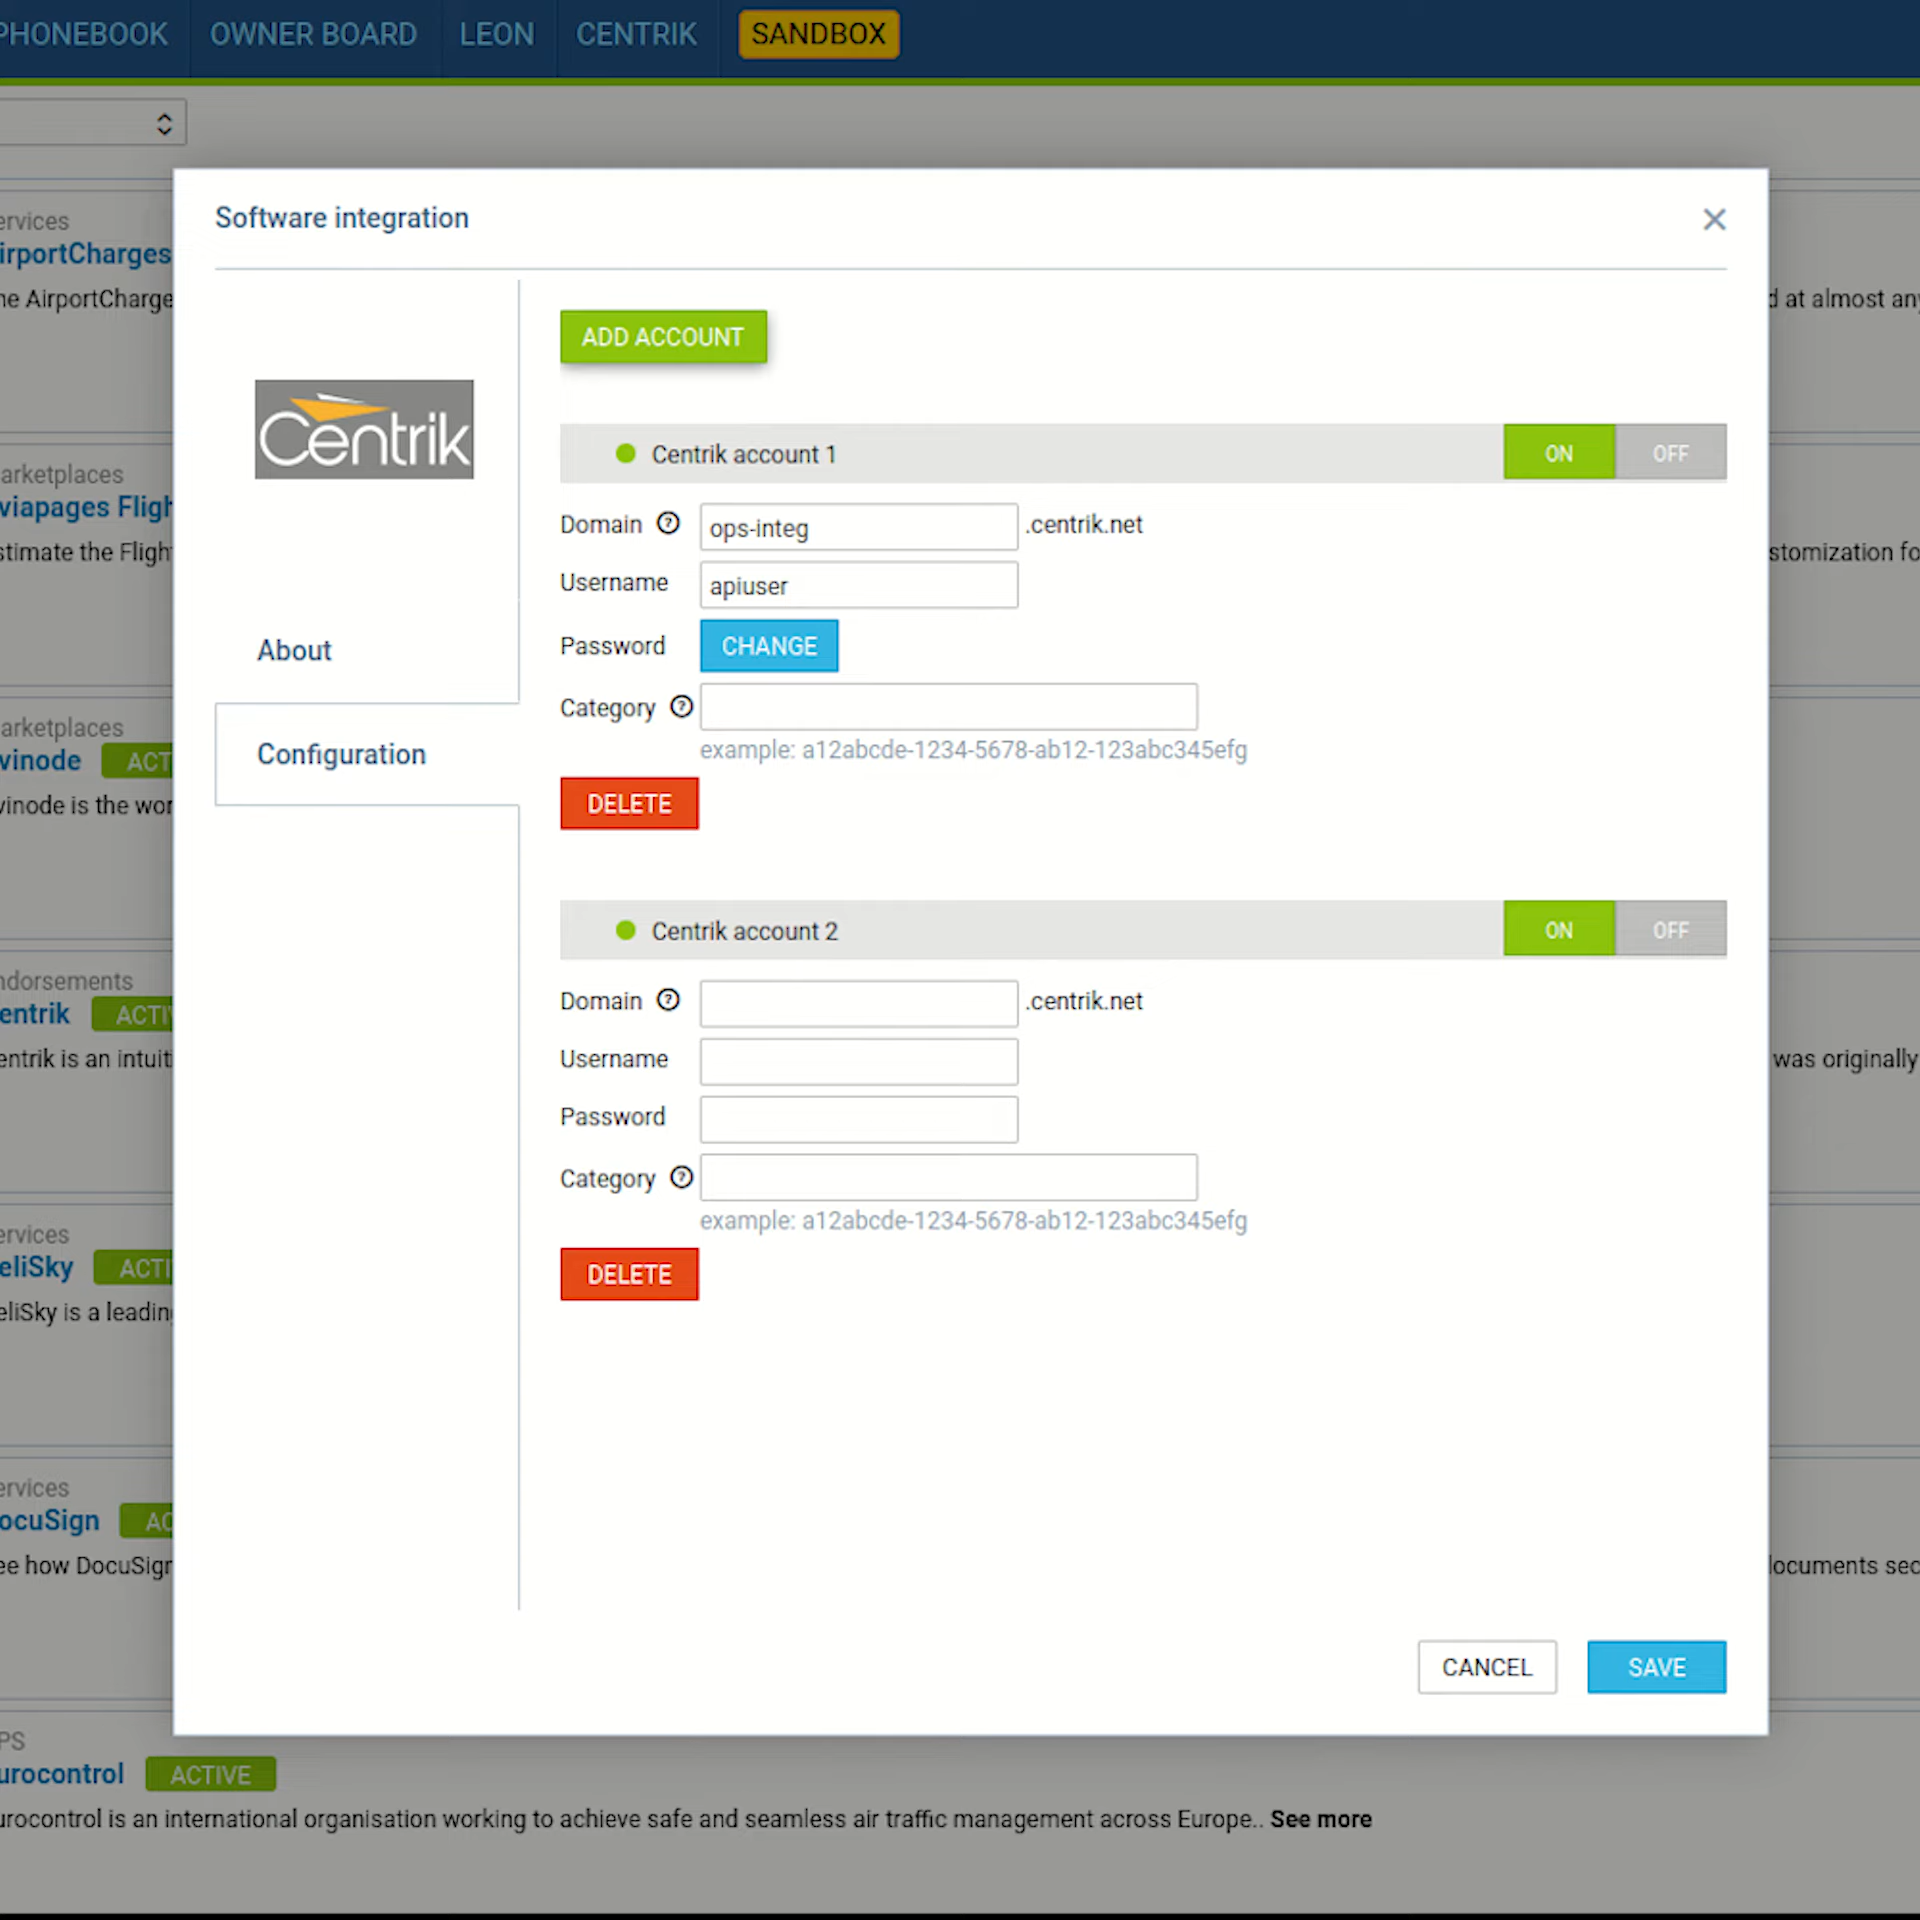 PHONEBOOK OWNER BOARD LEON CENTRIK SANDBOX
Software integration
ervices
irportCharges
ne AirportCharge
d at almost any
ADD ACCOUNT
Centrik
Centrik account 1 ON OFF
arketplaces
viapages Fligh
stimate the Fligh
stomization fo
Domain ? ops-integ .centrik.net
Username apiuser
Password CHANGE
About
Category ?
example: a12abcde-1234-5678-ab12-123abc345efg
Configuration
DELETE
arketplaces
vinode ACT
vinode is the wor
Centrik account 2 ON OFF
ndorsements
entrik ACTI
entrik is an intuit
was originally
Domain ? .centrik.net
Username
Password
Category ?
example: a12abcde-1234-5678-ab12-123abc345efg
DELETE
ervices
eliSky ACTI
eliSky is a leading
ervices
ocuSign AC
ee how DocuSign
documents sec
CANCEL SAVE
PS
urocontrol ACTIVE
urocontrol is an international organisation working to achieve safe and seamless air traffic management across Europe.. See more